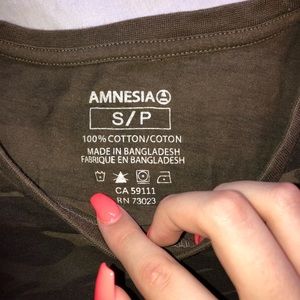 AMNESIA
S/P
100% COTTON/COTON
MADE IN BANGLADESH
FABRIQUE EN BANGLADESH
CA 59111
RN 73023